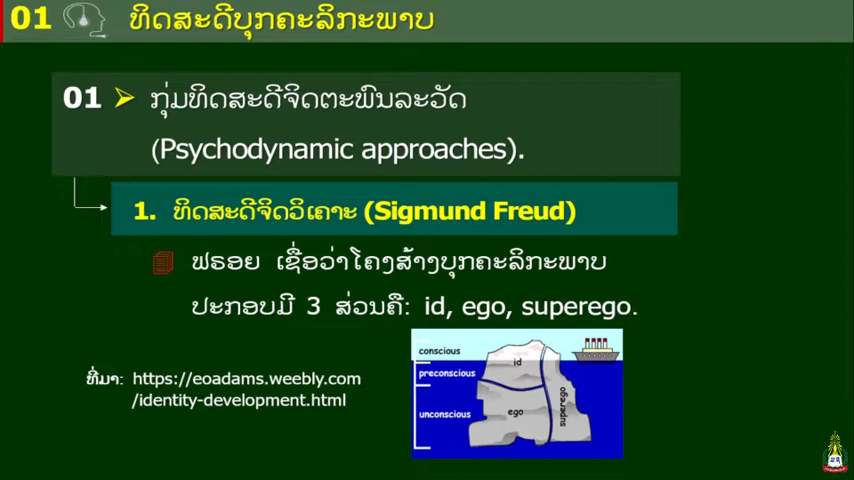 01 ທິດສະດີບຸກຄະລິກະພາບ
01 ➢ ກຸ່ມທິດສະດີຈິດຕະພົນລະວັດ
(Psychodynamic approaches).
1. ທິດສະດີຈິດວິເຄາະ (Sigmund Freud)
ຟຣອຍ ເຊື່ອວ່າໂຄງສ້າງບຸກຄະລິກະພາບ
ປະກອບມີ 3 ສ່ວນຄື: id, ego, superego.
conscious
id
preconscious
unconscious
ego
superego
ທີ່ມາ: https://eoadams.weebly.com
/identity-development.html